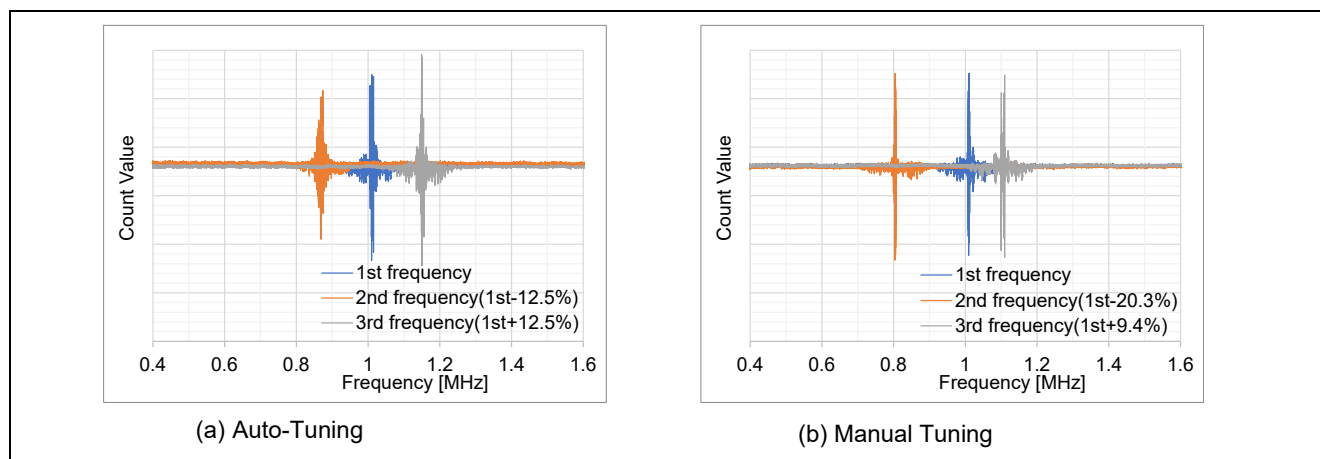 Count Value
1st frequency
2nd frequency(1st-12.5%)
3rd frequency(1st+12.5%)
0.4 0.6 0.8 1 1.2 1.4 1.6
Frequency [MHz]
(a) Auto-Tuning
Count Value
1st frequency
2nd frequency(1st-20.3%)
3rd frequency(1st+9.4%)
0.4 0.6 0.8 1 1.2 1.4 1.6
Frequency [MHz]
(b) Manual Tuning